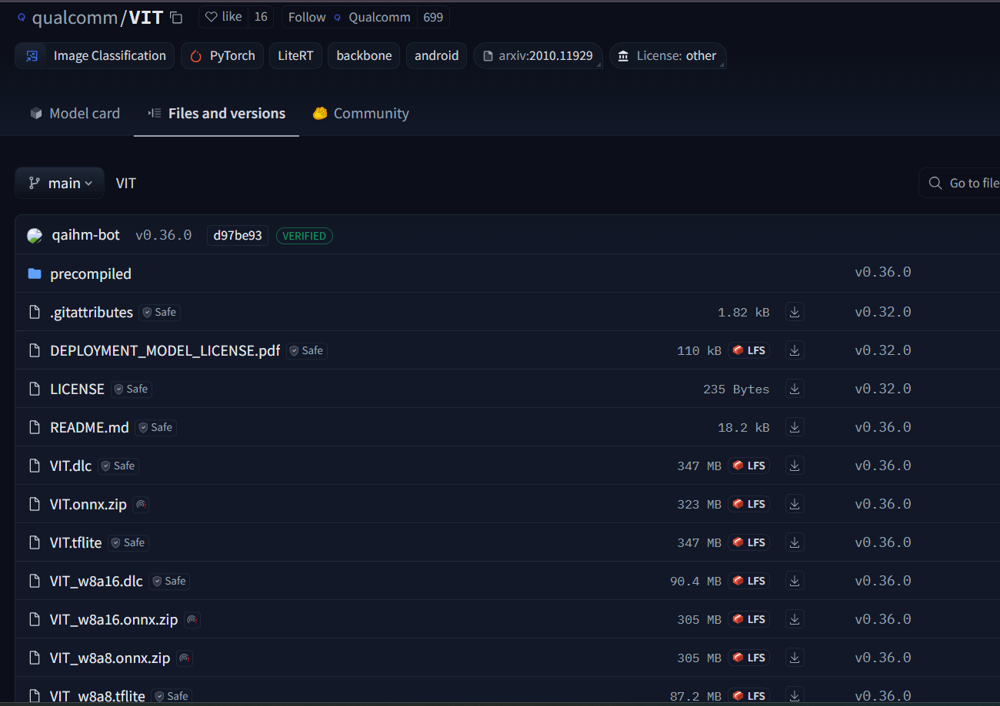 qualcomm/VIT like 16 Follow Qualcomm 699
Image Classification PyTorch LiteRT backbone android arxiv:2010.11929 License: other
Model card Files and versions Community
main VIT Go to file
qaihm-bot v0.36.0 d97be93 VERIFIED
precompiled v0.36.0
.gitattributes Safe 1.82 kB v0.32.0
DEPLOYMENT_MODEL_LICENSE.pdf Safe 110 kB LFS v0.32.0
LICENSE Safe 235 Bytes v0.32.0
README.md Safe 18.2 kB v0.36.0
VIT.dlc Safe 347 MB LFS v0.36.0
VIT.onnx.zip 323 MB LFS v0.36.0
VIT.tflite Safe 347 MB LFS v0.36.0
VIT_w8a16.dlc Safe 90.4 MB LFS v0.36.0
VIT_w8a16.onnx.zip 305 MB LFS v0.36.0
VIT_w8a8.onnx.zip 305 MB LFS v0.36.0
VIT_w8a8.tflite Safe 87.2 MB LFS v0.36.0